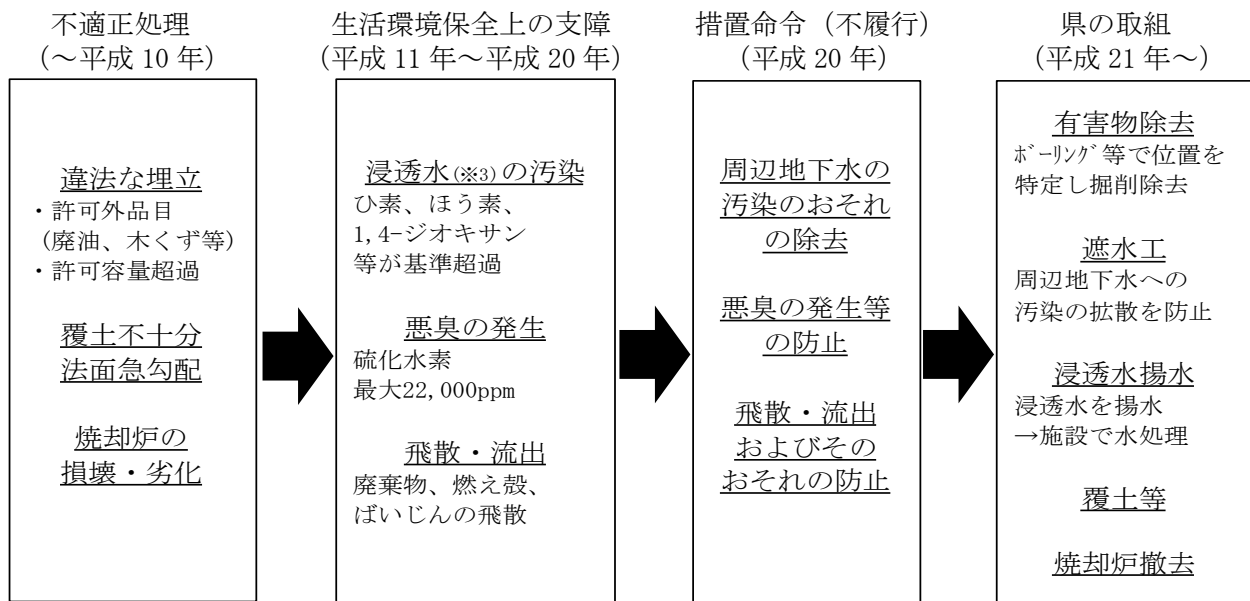 不適正処理
(～平成 10 年)
違法な埋立
・許可外品目
(廃油、木くず等)
・許可容量超過
覆土不十分
法面急勾配
焼却炉の
損壊・劣化
生活環境保全上の支障
(平成 11 年～平成 20 年)
浸透水(※3)の汚染
ひ素、ほう素、
1,4-ジオキサン
等が基準超過
悪臭の発生
硫化水素
最大22,000ppm
飛散・流出
廃棄物、燃え殻、
ばいじんの飛散
措置命令（不履行）
(平成 20 年)
周辺地下水の
汚染のおそれ
の除去
悪臭の発生等
の防止
飛散・流出
およびその
おそれの防止
県の取組
(平成 21 年～)
有害物除去
ﾎﾞｰﾘﾝｸﾞ等で位置を
特定し掘削除去
遮水工
周辺地下水への
汚染の拡散を防止
浸透水揚水
浸透水を揚水
→施設で水処理
覆土等
焼却炉撤去